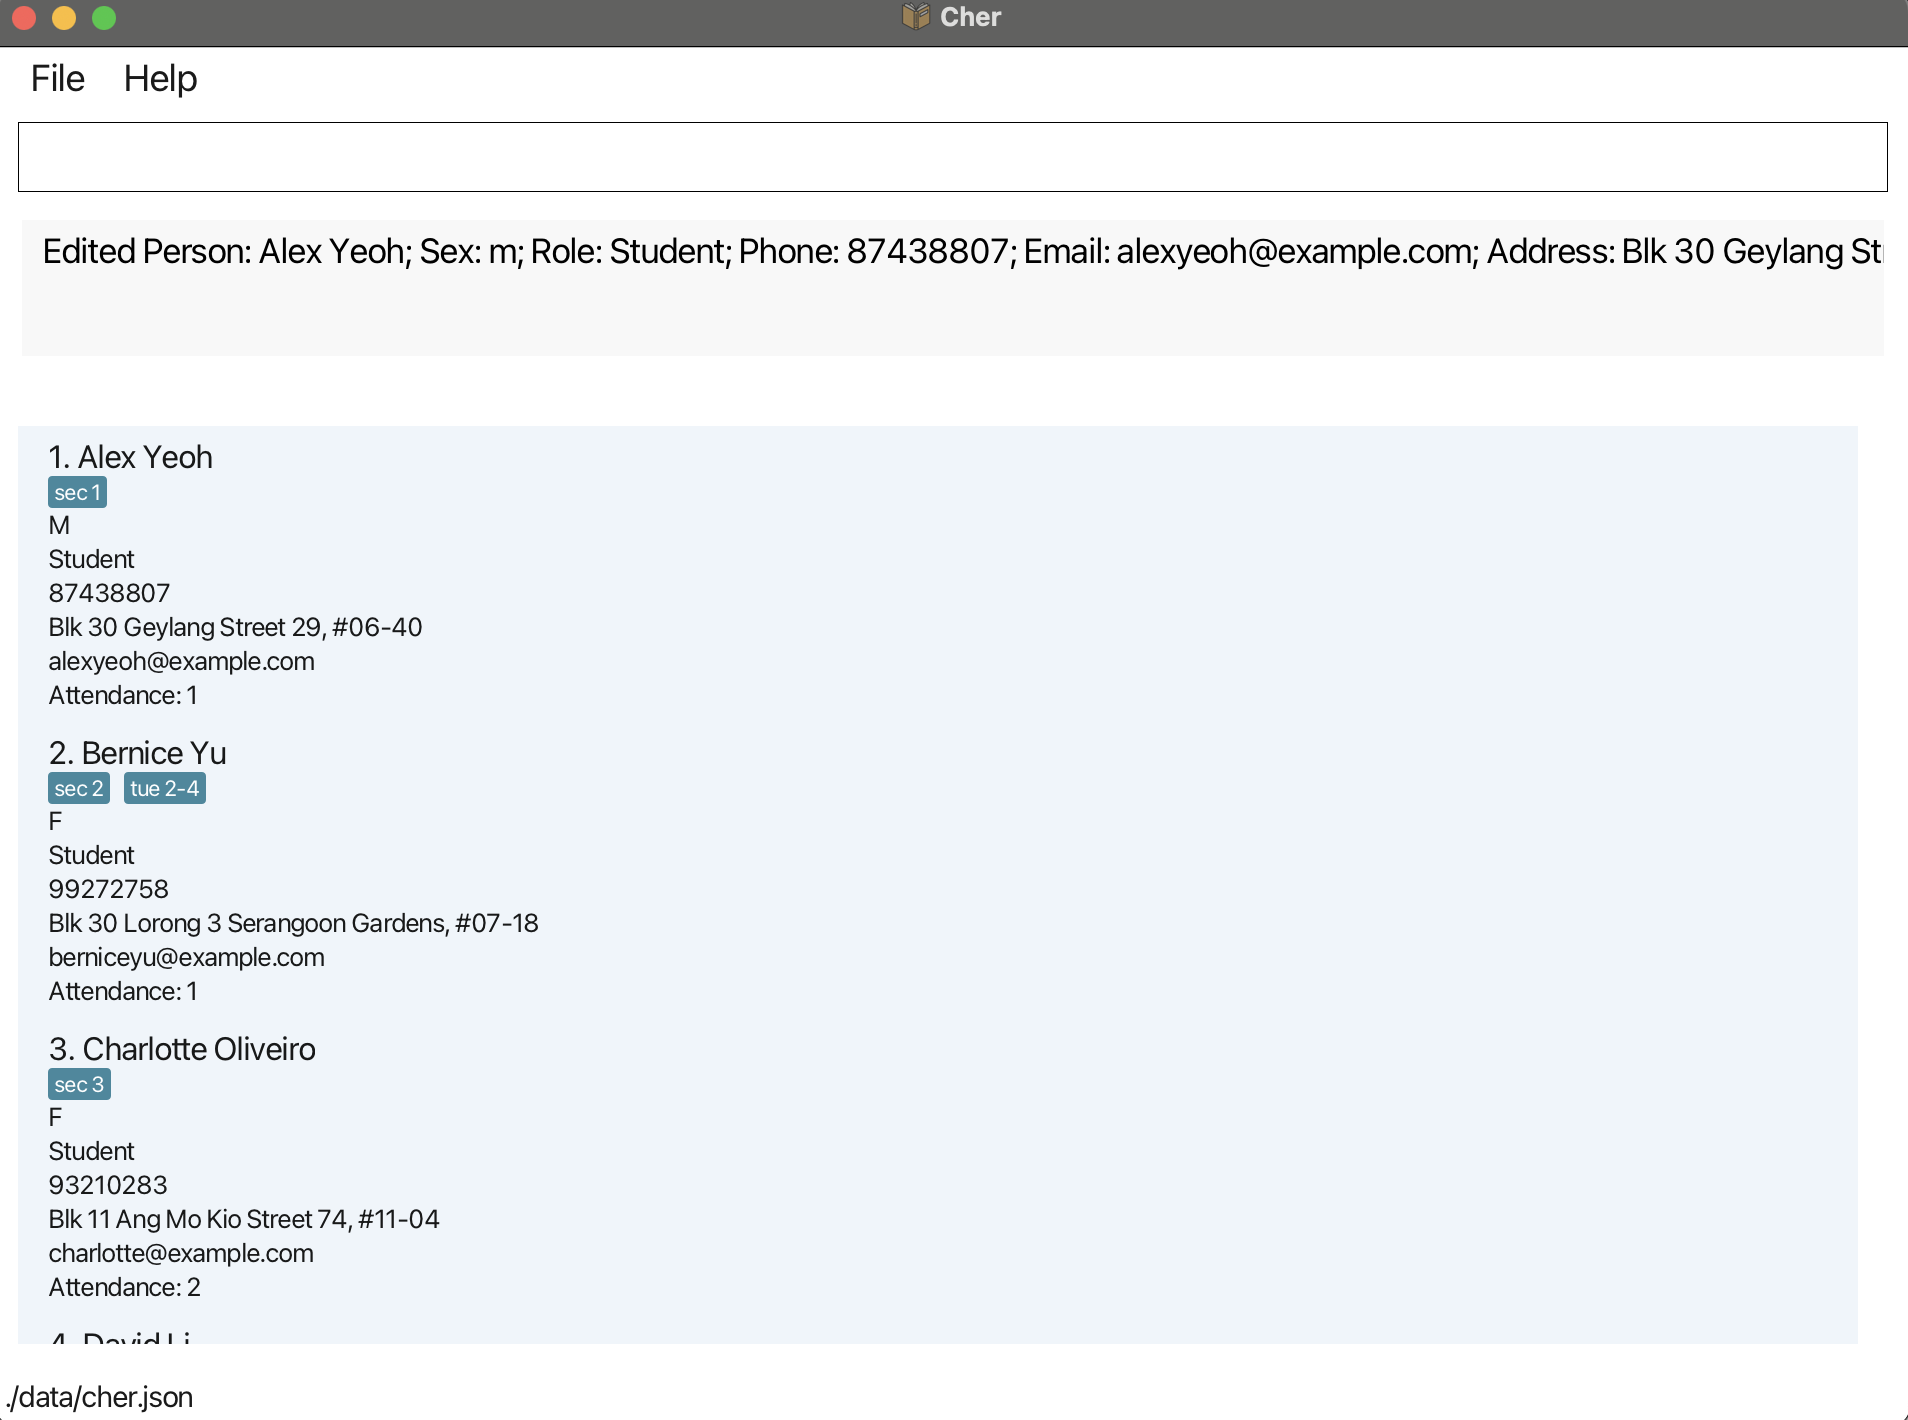 Cher
File Help
Edited Person: Alex Yeoh; Sex: m; Role: Student; Phone: 87438807; Email: alexyeoh@example.com; Address: Blk 30 Geylang St
1. Alex Yeoh
sec 1
M
Student
87438807
Blk 30 Geylang Street 29, #06-40
alexyeoh@example.com
Attendance: 1
2. Bernice Yu
sec 2 tue 2-4
F
Student
99272758
Blk 30 Lorong 3 Serangoon Gardens, #07-18
berniceyu@example.com
Attendance: 1
3. Charlotte Oliveiro
sec 3
F
Student
93210283
Blk 11 Ang Mo Kio Street 74, #11-04
charlotte@example.com
Attendance: 2
4. David Li
./data/cher.json